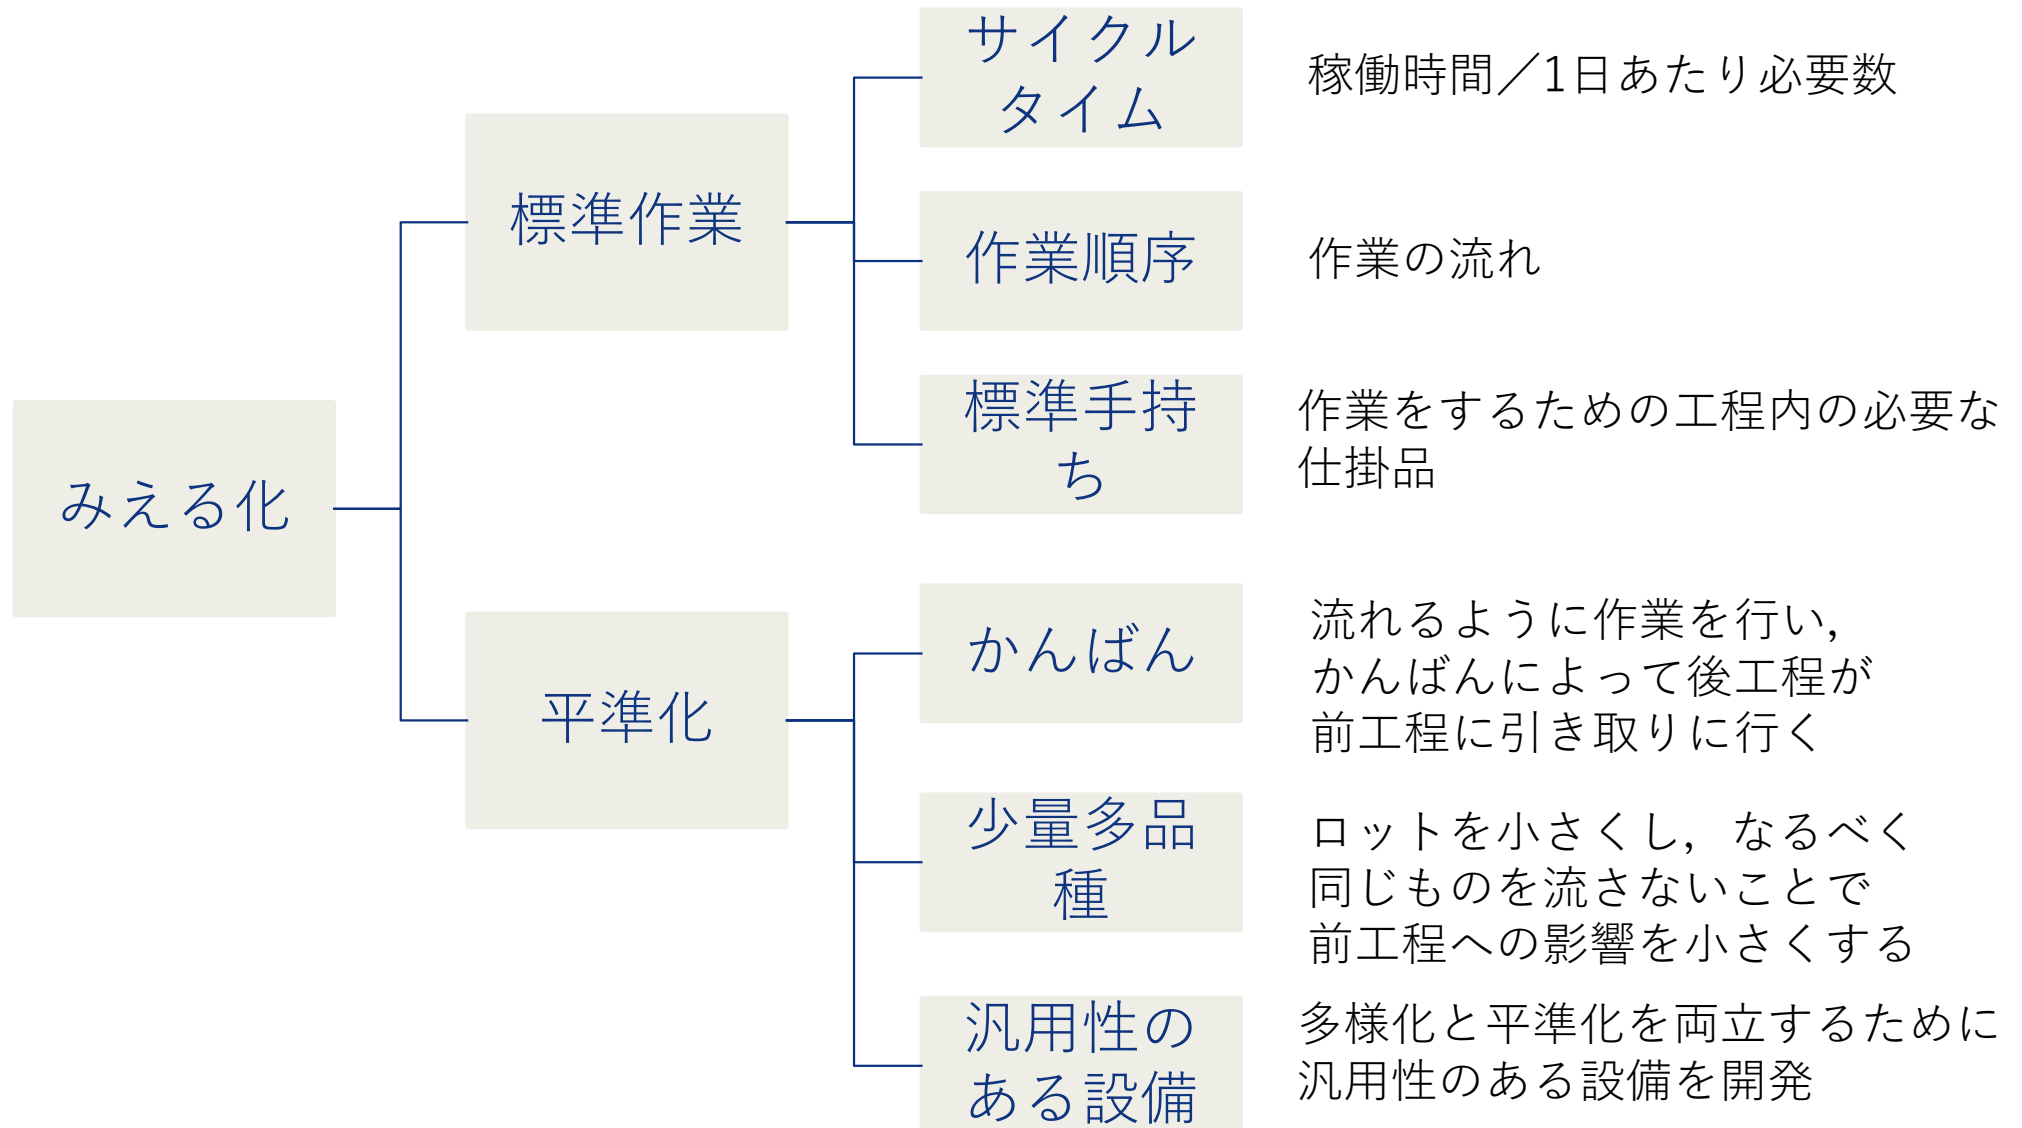 サイクル
タイム
稼働時間／1日あたり必要数
標準作業
作業順序
作業の流れ
標準手持
ち
作業をするための工程内の必要な
仕掛品
みえる化
かんばん
流れるように作業を行い，
かんばんによって後工程が
前工程に引き取りに行く
平準化
少量多品
種
ロットを小さくし，なるべく
同じものを流さないことで
前工程への影響を小さくする
汎用性の
ある設備
多様化と平準化を両立するために
汎用性のある設備を開発